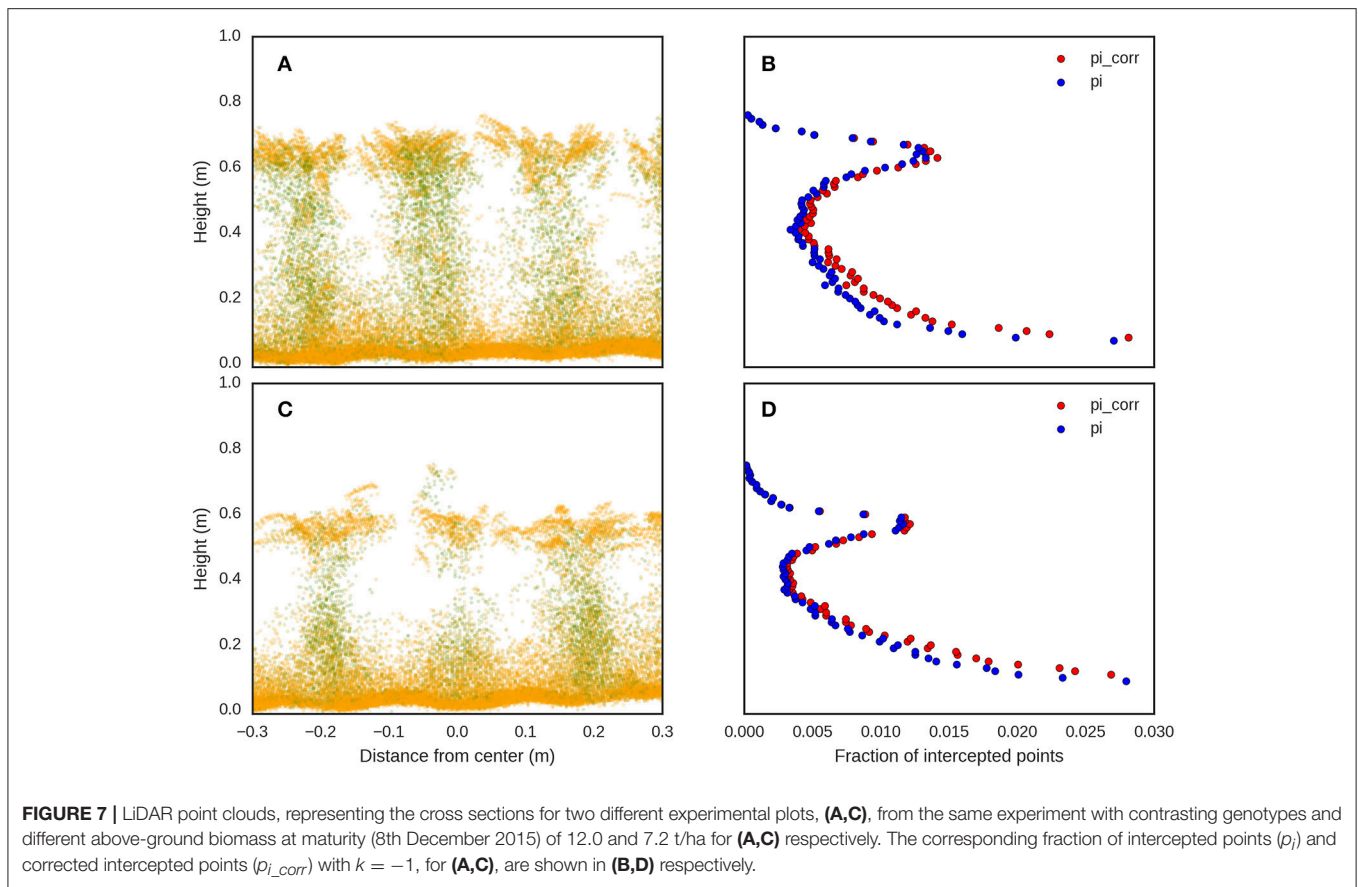 A
B
pi_corr
pi
1.0
0.8
0.6
0.4
0.2
0.0
Height (m)
C
D
pi_corr
pi
1.0
0.8
0.6
0.4
0.2
0.0
Height (m)
−0.3 −0.2 −0.1 0.0 0.1 0.2 0.3
Distance from center (m)
0.000 0.005 0.010 0.015 0.020 0.025 0.030
Fraction of intercepted points
FIGURE 7 | LiDAR point clouds, representing the cross sections for two different experimental plots, (A,C), from the same experiment with contrasting genotypes and
different above-ground biomass at maturity (8th December 2015) of 12.0 and 7.2 t/ha for (A,C) respectively. The corresponding fraction of intercepted points (pi) and
corrected intercepted points (pi_corr) with k = −1, for (A,C), are shown in (B,D) respectively.